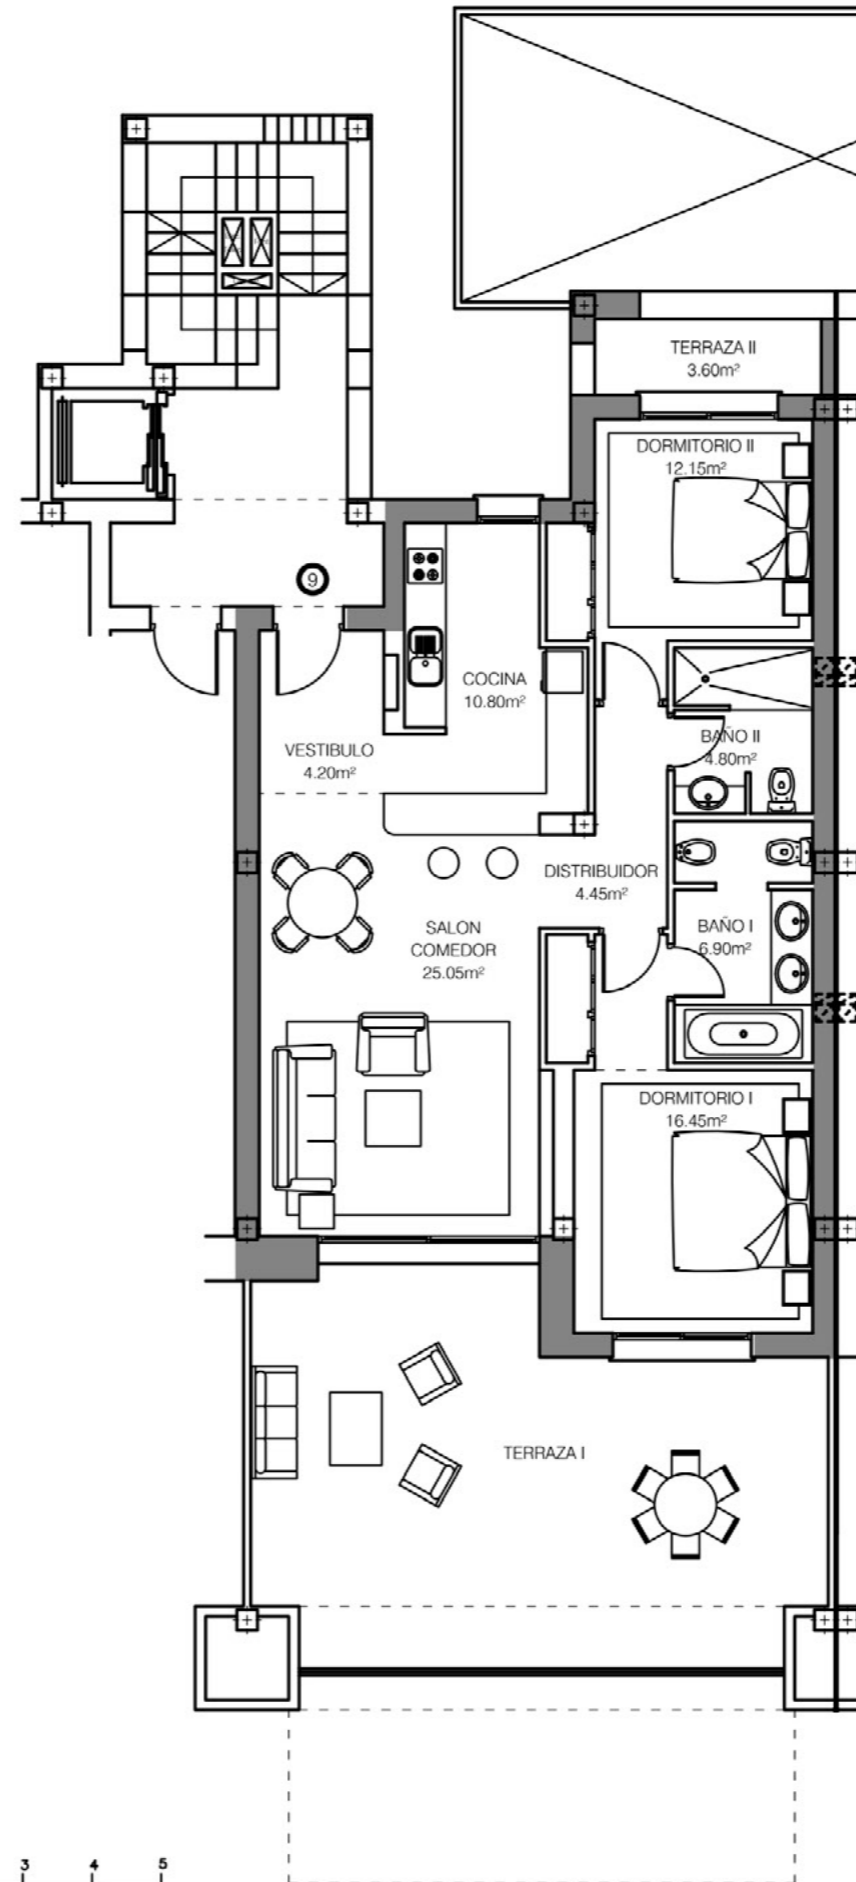 TERRAZA II
3.60m²
DORMITORIO II
12.15m²
9
COCINA
10.80m²
BAÑO II
4.80m²
VESTIBULO
4.20m²
DISTRIBUIDOR
4.45m²
SALON
COMEDOR
25.05m²
BAÑO I
6.90m²
DORMITORIO I
16.45m²
TERRAZA I
3 4 5